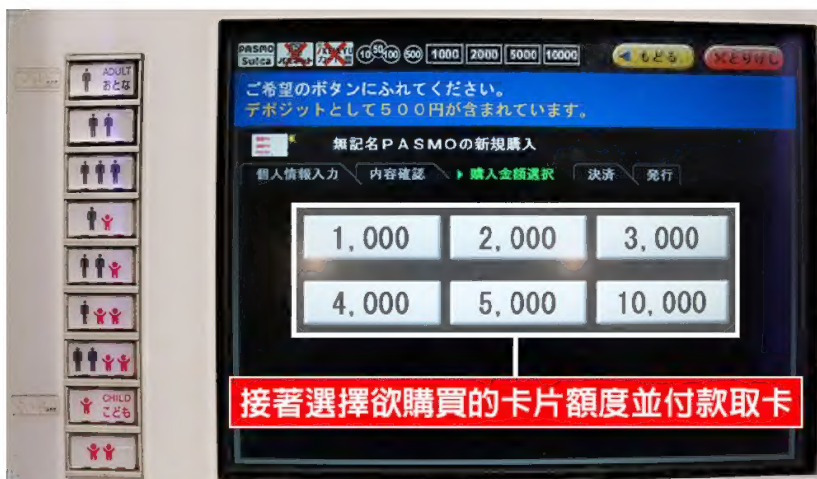 ADULT
おとな
CHILD
こども
PASMO
Suica
10 50 100 500 1000 2000 5000 10000
もどる
とりけし
ご希望のボタンにふれてください。
デポジットとして500円が含まれています。
無記名PASMOの新規購入
個人情報入力 内容確認 購入金額選択 決済 発行
1,000 2,000 3,000
4,000 5,000 10,000
接著選擇欲購買的卡片額度並付款取卡